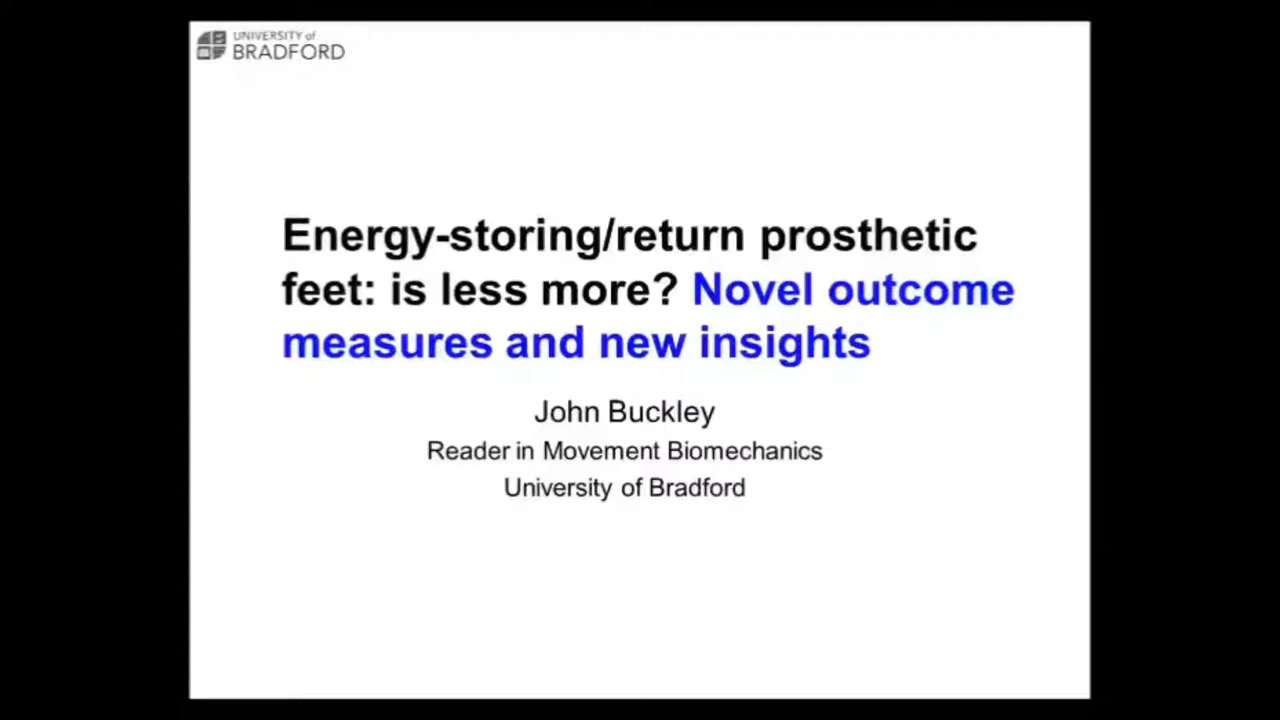 UNIVERSITY of
BRADFORD
Energy-storing/return prosthetic
feet: is less more? Novel outcome
measures and new insights
John Buckley
Reader in Movement Biomechanics
University of Bradford